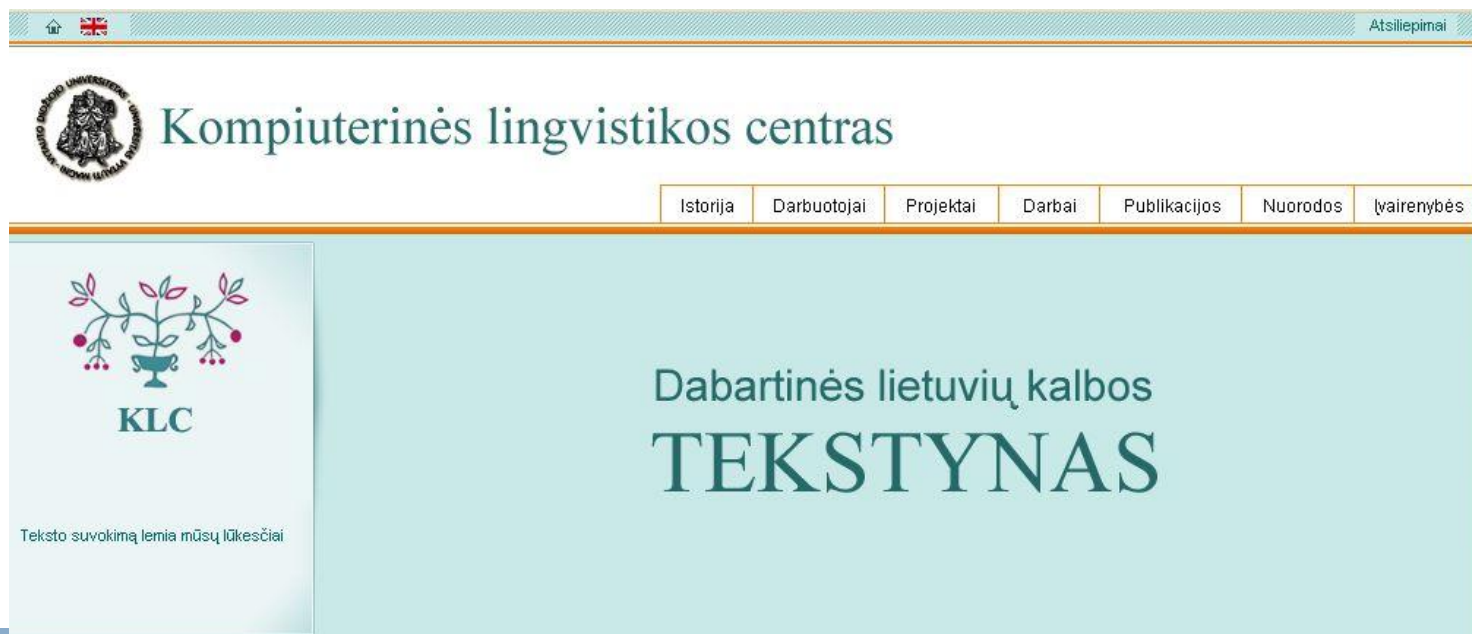 Atsiliepimai
Kompiuterinės lingvistikos centras
Istorija Darbuotojai Projektai Darbai Publikacijos Nuorodos Įvairenybės
KLC
Dabartinės lietuvių kalbos
TEKSTYNAS
Teksto suvokimą lemia mūsų lūkesčiai